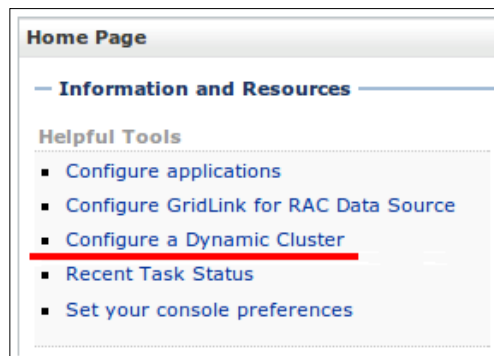 Home Page
Information and Resources
Helpful Tools
Configure applications
Configure GridLink for RAC Data Source
Configure a Dynamic Cluster
Recent Task Status
Set your console preferences